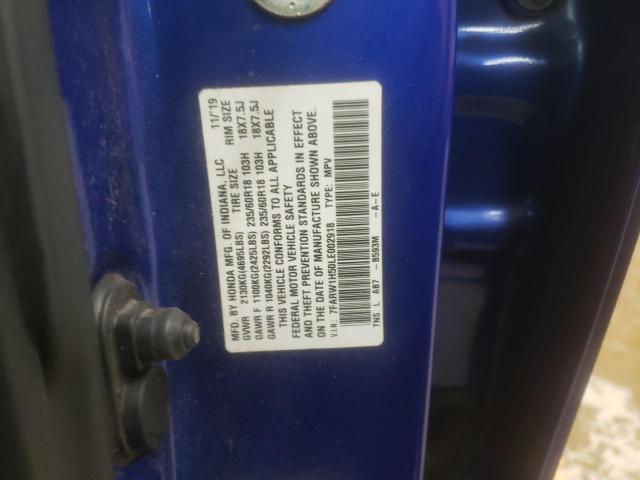 MFD. BY HONDA MFG. OF INDIANA, LLC 11/'19
GVWR 2130KG(4695LBS) TIRE SIZE RIM SIZE
GAWR F 1100KG(2425LBS) 235/60R18 103H 18X7.5J
GAWR R 1040KG(2292LBS) 235/60R18 103H 18X7.5J
THIS VEHICLE CONFORMS TO ALL APPLICABLE
FEDERAL MOTOR VEHICLE SAFETY
AND THEFT PREVENTION STANDARDS IN EFFECT
ON THE DATE OF MANUFACTURE SHOWN ABOVE.
V.I.N.: 7FARW1H50LE002918 TYPE: MPV
TNS L AB7 - B593M -A-E